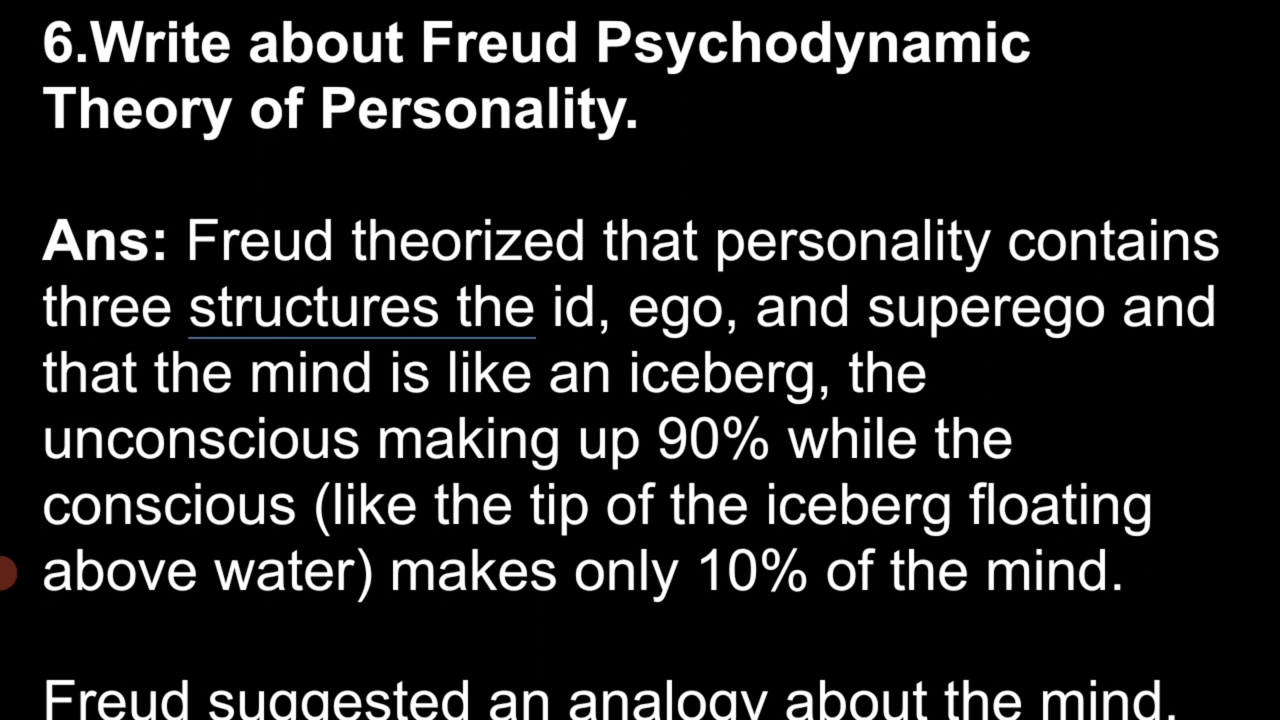 6.Write about Freud Psychodynamic
Theory of Personality.
Ans: Freud theorized that personality contains
three structures the id, ego, and superego and
that the mind is like an iceberg, the
unconscious making up 90% while the
conscious (like the tip of the iceberg floating
above water) makes only 10% of the mind.
Freud suggested an analogy about the mind.